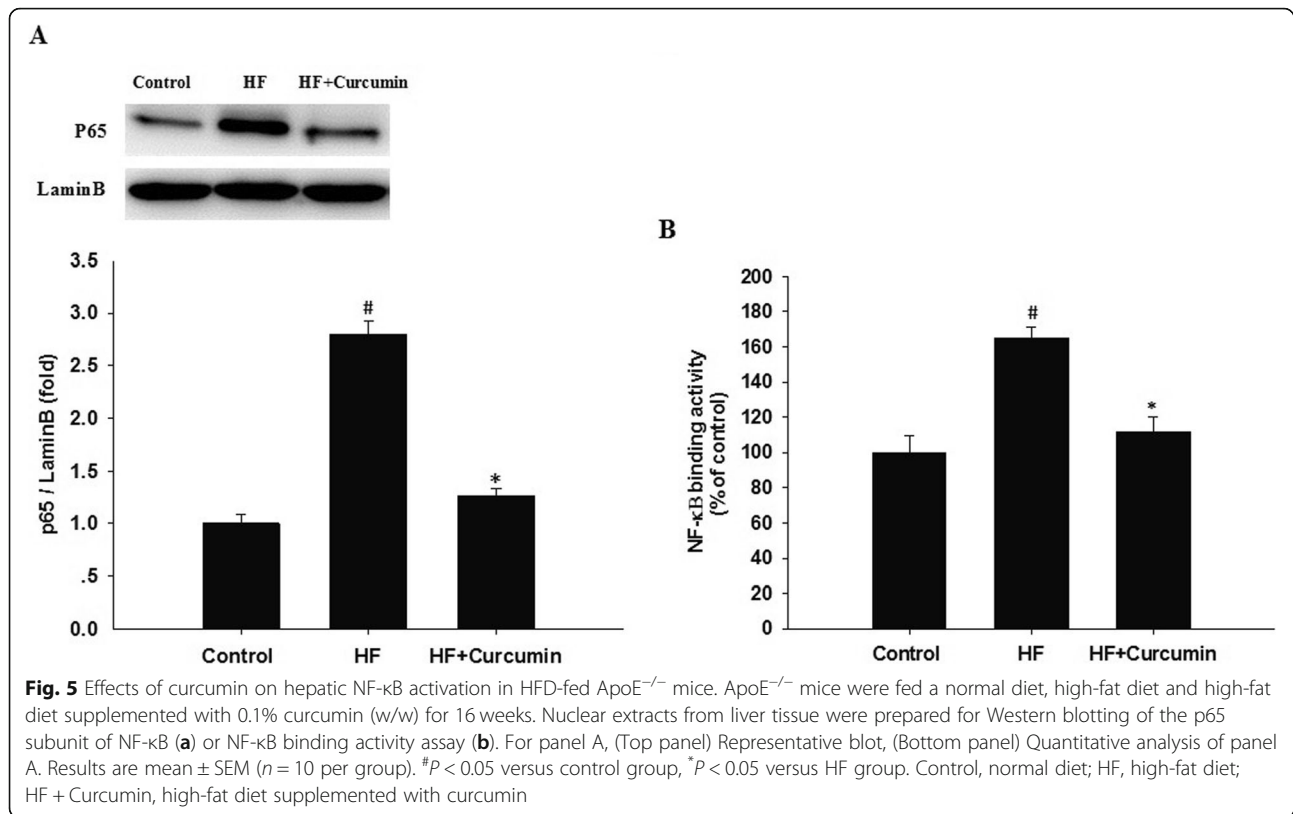 A
Control HF HF+Curcumin
P65
LaminB
p65 / LaminB (fold)
3.5
3.0
2.5
2.0
1.5
1.0
.5
0.0
#
*
Control HF HF+Curcumin
B
NF-κB binding activity
(% of control)
200
180
160
140
120
100
80
60
40
20
0
#
*
Control HF HF+Curcumin
Fig. 5 Effects of curcumin on hepatic NF-κB activation in HFD-fed ApoE−/− mice. ApoE−/− mice were fed a normal diet, high-fat diet and high-fat
diet supplemented with 0.1% curcumin (w/w) for 16 weeks. Nuclear extracts from liver tissue were prepared for Western blotting of the p65
subunit of NF-κB (a) or NF-κB binding activity assay (b). For panel A, (Top panel) Representative blot, (Bottom panel) Quantitative analysis of panel
A. Results are mean ± SEM (n = 10 per group). #P < 0.05 versus control group, *P < 0.05 versus HF group. Control, normal diet; HF, high-fat diet;
HF + Curcumin, high-fat diet supplemented with curcumin